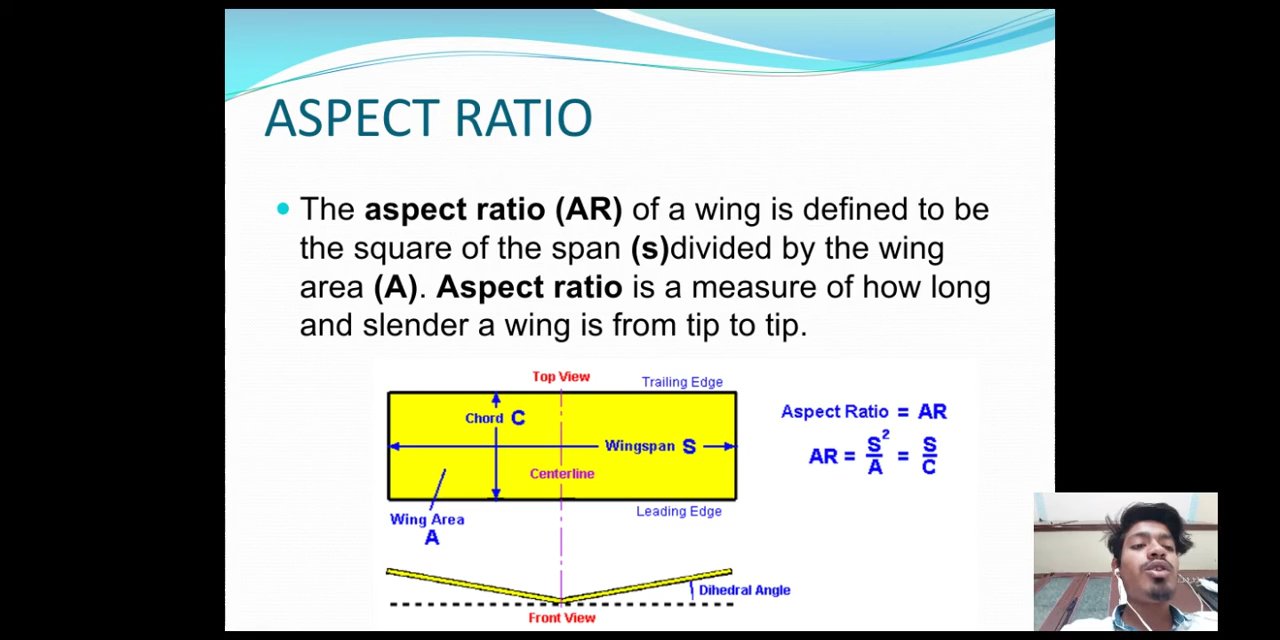 ASPECT RATIO
The aspect ratio (AR) of a wing is defined to be
the square of the span (s)divided by the wing
area (A). Aspect ratio is a measure of how long
and slender a wing is from tip to tip.
Top View
Trailing Edge
Chord C
Wingspan S
Centerline
Wing Area
A
Leading Edge
Aspect Ratio = AR
AR = S²/A = S/C
Dihedral Angle
Front View